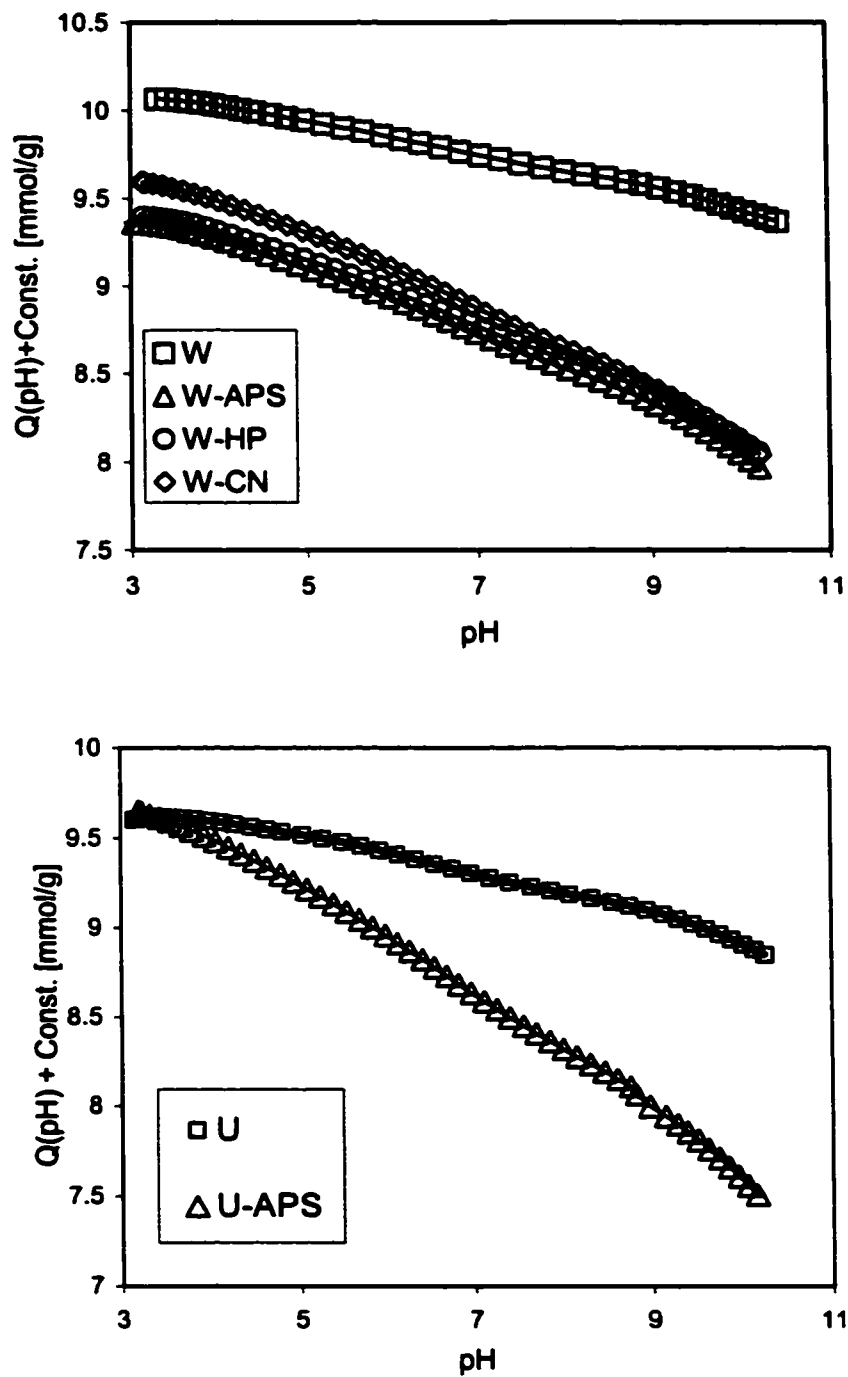 10.5
10
9.5
9
8.5
8
7.5
Q(pH)+Const. [mmol/g]
W
W-APS
W-HP
W-CN
3 5 7 9 11
pH
10
9.5
9
8.5
8
7.5
7
Q(pH) + Const. [mmol/g]
U
U-APS
3 5 7 9 11
pH